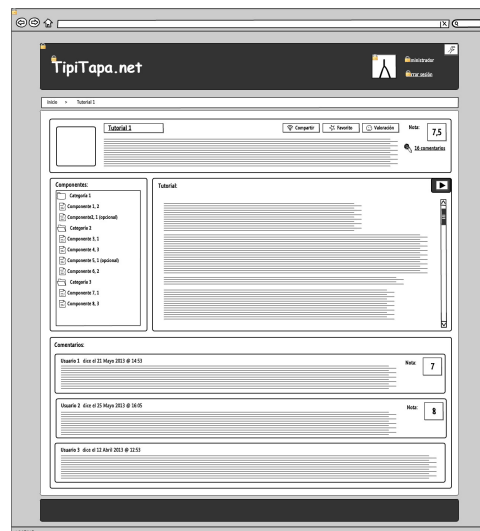 TipiTapa.net
Administrador
Cerrar sesión
Inicio > Tutorial 1
Tutorial 1
Compartir
Favorito
Valoración
Nota:
7,5
16 comentarios
Componentes:
Categoría 1
Componente 1, 2
Componente2, 1 (opcional)
Categoría 2
Componente 3, 1
Componente 4, 3
Componente 5, 1 (opcional)
Componente 6, 2
Categoría 3
Componente 7, 1
Componente 8, 3
Tutorial:
Comentarios:
Usuario 1 dice el 21 Mayo 2013 @ 14:53
Nota:
7
Usuario 2 dice el 25 Mayo 2013 @ 16:05
Nota:
8
Usuario 3 dice el 12 Abril 2013 @ 12:53